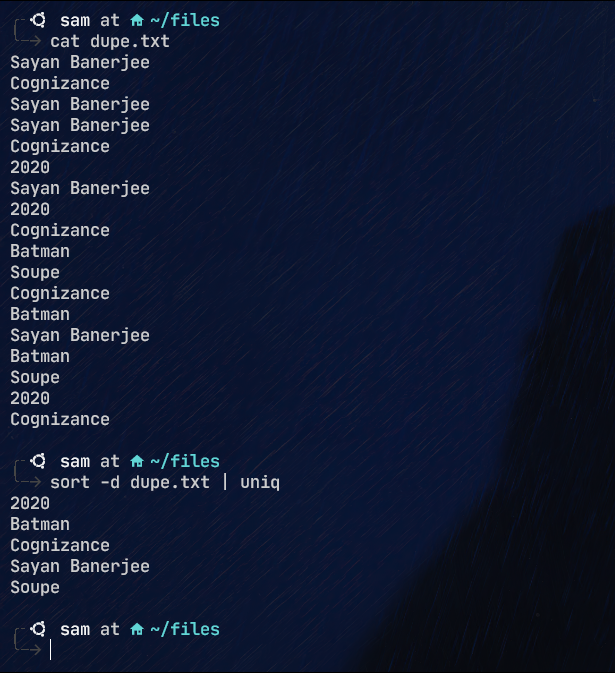 sam at ~/files
cat dupe.txt
Sayan Banerjee
Cognizance
Sayan Banerjee
Sayan Banerjee
Cognizance
2020
Sayan Banerjee
2020
Cognizance
Batman
Soupe
Cognizance
Batman
Sayan Banerjee
Batman
Soupe
2020
Cognizance
sam at ~/files
sort -d dupe.txt | uniq
2020
Batman
Cognizance
Sayan Banerjee
Soupe
sam at ~/files